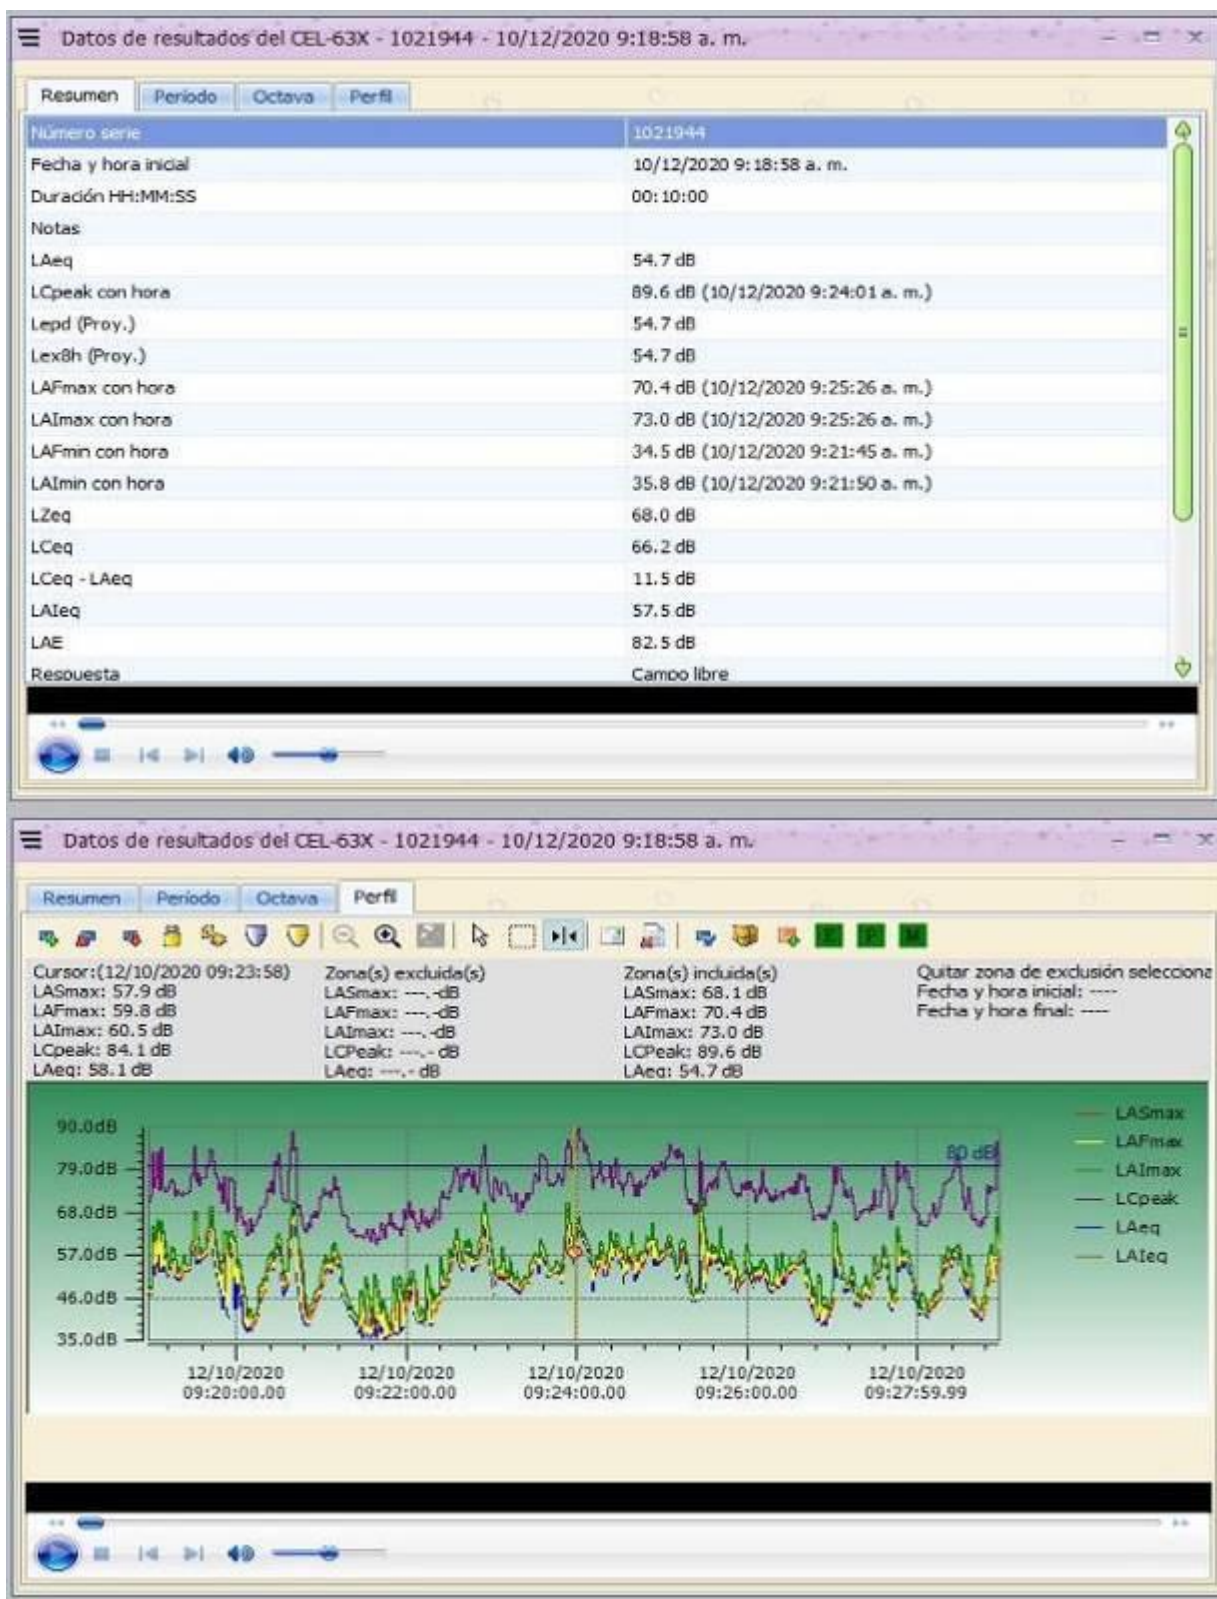 Datos de resultados del CEL-63X - 1021944 - 10/12/2020 9:18:58 a. m.
Resumen Período Octava Perfil
Número serie 1021944
Fecha y hora inicial 10/12/2020 9:18:58 a. m.
Duración HH:MM:SS 00:10:00
Notas
LAeq 54.7 dB
LCpeak con hora 89.6 dB (10/12/2020 9:24:01 a. m.)
Lepd (Proy.) 54.7 dB
Lex8h (Proy.) 54.7 dB
LAFmax con hora 70.4 dB (10/12/2020 9:25:26 a. m.)
LAImax con hora 73.0 dB (10/12/2020 9:25:26 a. m.)
LAFmin con hora 34.5 dB (10/12/2020 9:21:45 a. m.)
LAImin con hora 35.8 dB (10/12/2020 9:21:50 a. m.)
LZeq 68.0 dB
LCeq 66.2 dB
LCeq - LAeq 11.5 dB
LAIeq 57.5 dB
LAE 82.5 dB
Respuesta Campo libre
Datos de resultados del CEL-63X - 1021944 - 10/12/2020 9:18:58 a. m.
Resumen Período Octava Perfil
Cursor:(12/10/2020 09:23:58) Zona(s) excluida(s) Zona(s) incluida(s) Quitar zona de exclusión selecciona
LASmax: 57.9 dB LASmax: ---.-dB LASmax: 68.1 dB Fecha y hora inicial: ----
LAFmax: 59.8 dB LAFmax: ---.-dB LAFmax: 70.4 dB Fecha y hora final: ----
LAImax: 60.5 dB LAImax: ---.-dB LAImax: 73.0 dB
LCpeak: 84.1 dB LCPeak: ---.- dB LCPeak: 89.6 dB
LAeq: 58.1 dB LAeq: ---.- dB LAeq: 54.7 dB
90.0dB
79.0dB
68.0dB
57.0dB
46.0dB
35.0dB
80 dB
LASmax
LAFmax
LAImax
LCpeak
LAeq
LAIeq
12/10/2020 12/10/2020 12/10/2020 12/10/2020 12/10/2020
09:20:00.00 09:22:00.00 09:24:00.00 09:26:00.00 09:27:59.99